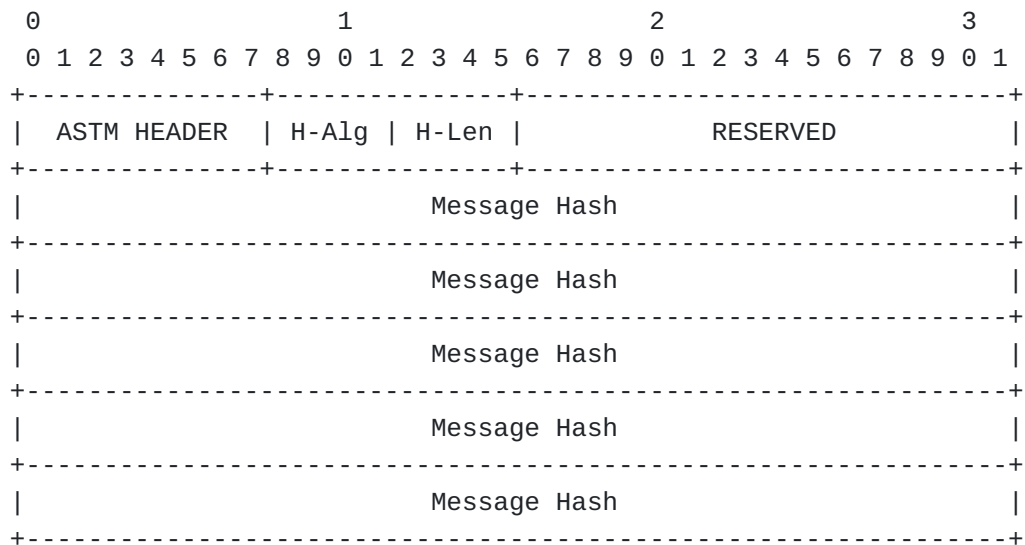 0                   1                   2                   3
 0 1 2 3 4 5 6 7 8 9 0 1 2 3 4 5 6 7 8 9 0 1 2 3 4 5 6 7 8 9 0 1
+---------------+---------------+-------------------------------+
|  ASTM HEADER  | H-Alg | H-Len |            RESERVED           |
+---------------+---------------+-------------------------------+
|                          Message Hash                         |
+---------------------------------------------------------------+
|                          Message Hash                         |
+---------------------------------------------------------------+
|                          Message Hash                         |
+---------------------------------------------------------------+
|                          Message Hash                         |
+---------------------------------------------------------------+
|                          Message Hash                         |
+---------------------------------------------------------------+